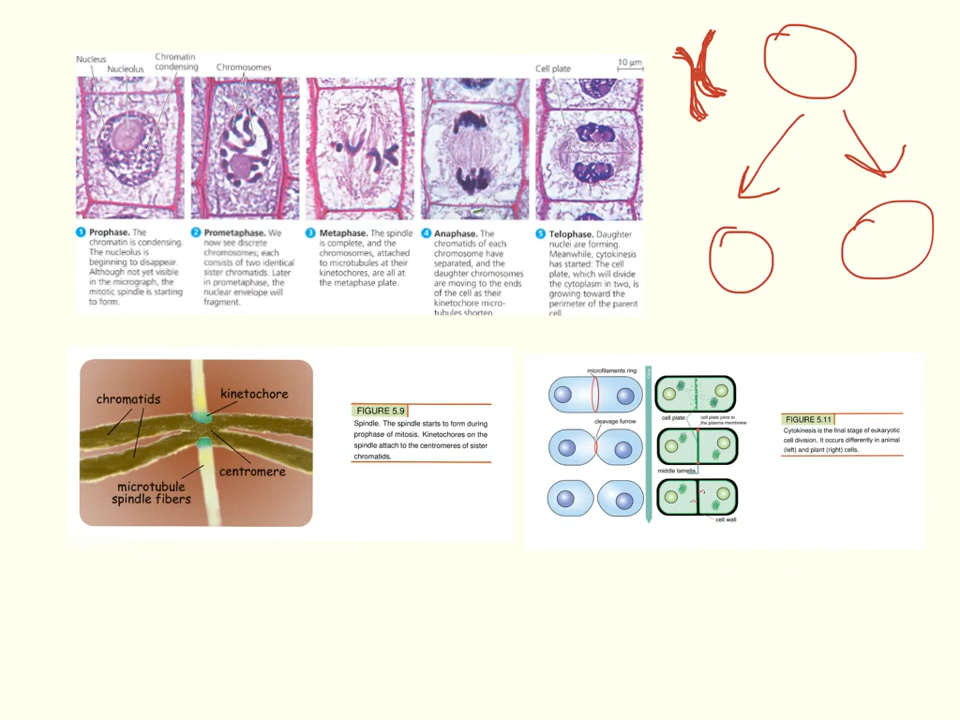 Nucleus
Nucleolus
Chromatin
condensing
Chromosomes
Cell plate
10 μm
1 Prophase. The
chromatin is condensing.
The nucleolus is
beginning to disappear.
Although not yet visible
in the micrograph, the
mitotic spindle is starting
to form.
2 Prometaphase. We
now see discrete
chromosomes; each
consists of two identical
sister chromatids. Later
in prometaphase, the
nuclear envelope will
fragment.
3 Metaphase. The spindle
is complete, and the
chromosomes, attached
to microtubules at their
kinetochores, are all at
the metaphase plate.
4 Anaphase. The
chromatids of each
chromosome have
separated, and the
daughter chromosomes
are moving to the ends
of the cell as their
kinetochore micro-
tubules shorten.
5 Telophase. Daughter
nuclei are forming.
Meanwhile, cytokinesis
has started: The cell
plate, which will divide
the cytoplasm in two, is
growing toward the
perimeter of the parent
cell.
chromatids
kinetochore
centromere
microtubule
spindle fibers
FIGURE 5.9
Spindle. The spindle starts to form during
prophase of mitosis. Kinetochores on the
spindle attach to the centromeres of sister
chromatids.
microfilaments ring
cleavage furrow
cell plate
cell plate joins to
the plasma membrane
middle lamella
cell wall
FIGURE 5.11
Cytokinesis is the final stage of eukaryotic
cell division. It occurs differently in animal
(left) and plant (right) cells.